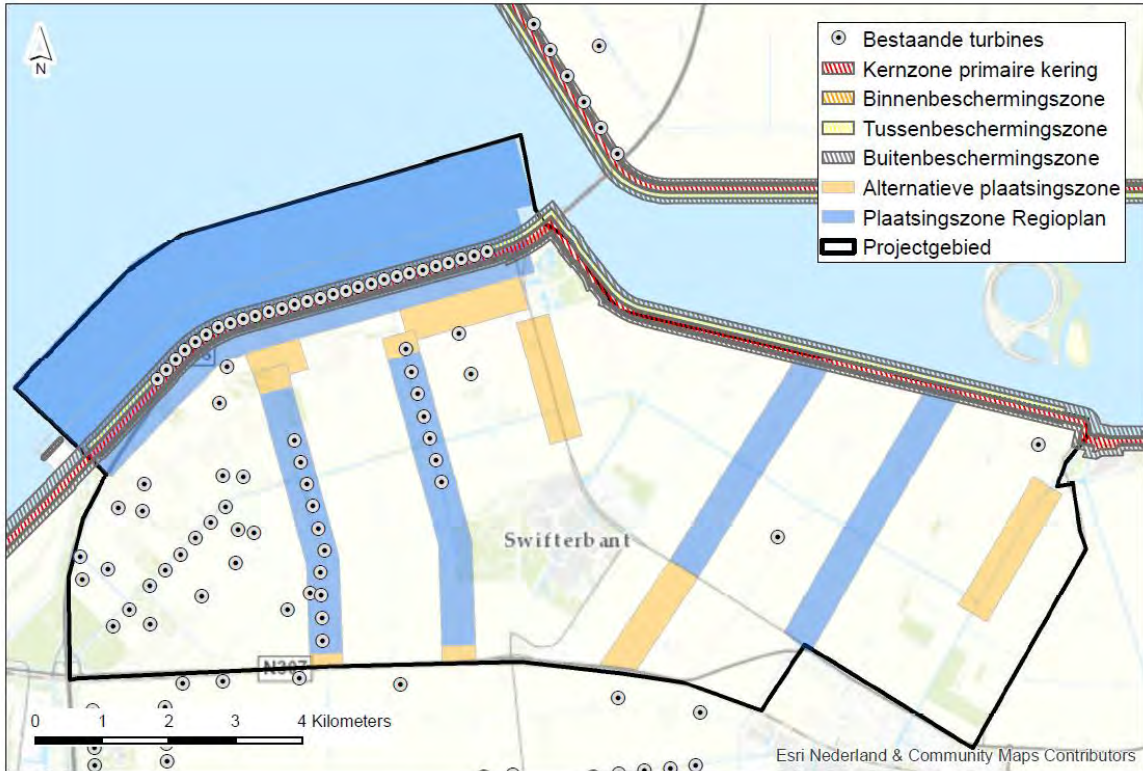 N
Bestaande turbines
Kernzone primaire kering
Binnenbeschermingszone
Tussenbeschermingszone
Buitenbeschermingszone
Alternatieve plaatsingszone
Plaatsingszone Regioplan
Projectgebied
Swifterbant
N307
0 1 2 3 4 Kilometers
Esri Nederland & Community Maps Contributors